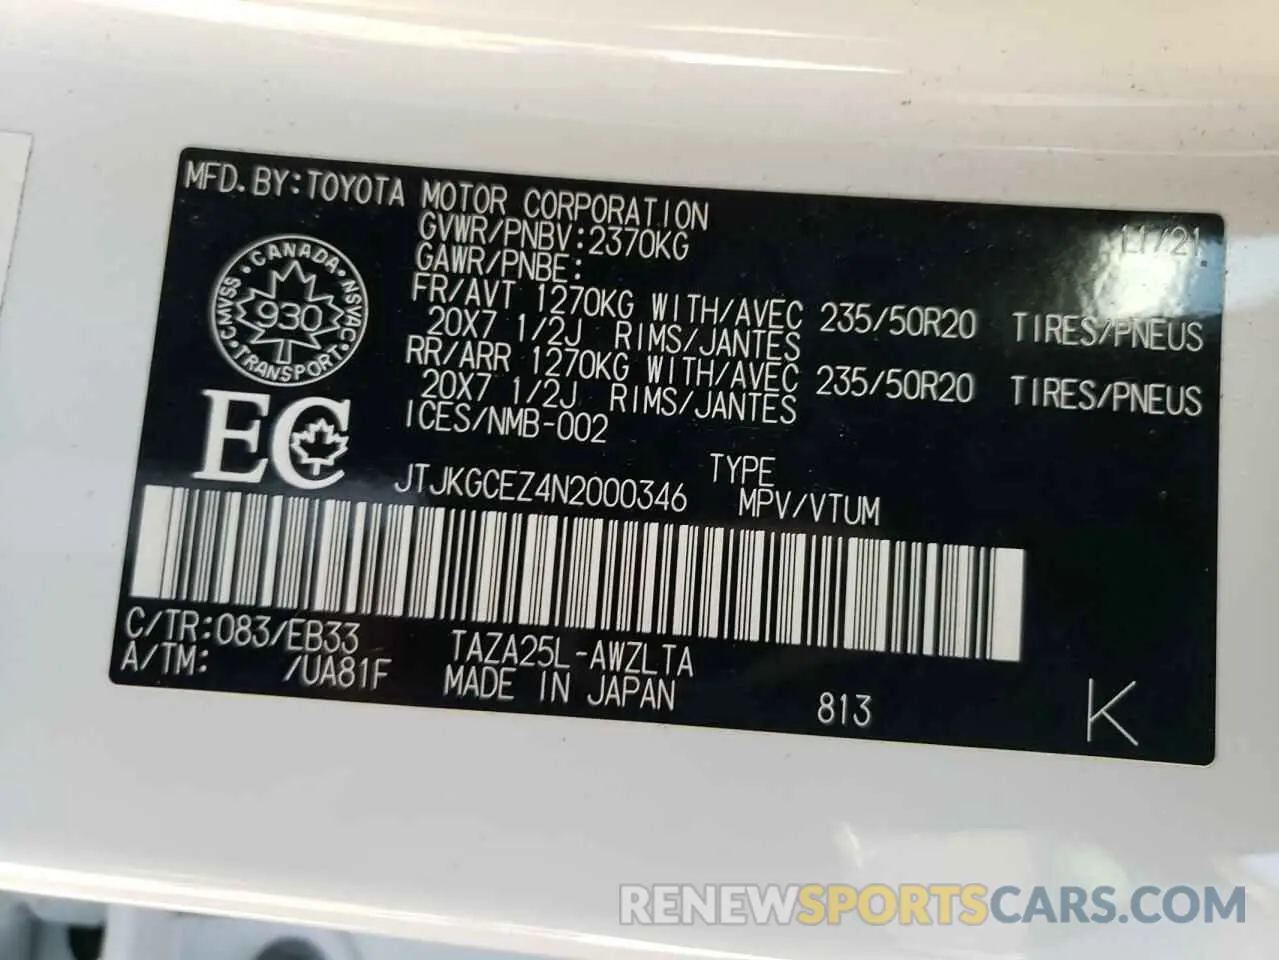 MFD.BY:TOYOTA MOTOR CORPORATION
11/21
GVWR/PNBV:2370KG
GAWR/PNBE:
FR/AVT 1270KG WITH/AVEC 235/50R20 TIRES/PNEUS
20X7 1/2J RIMS/JANTES
RR/ARR 1270KG WITH/AVEC 235/50R20 TIRES/PNEUS
20X7 1/2J RIMS/JANTES
ICES/NMB-002
CANADA
CMVSS 930 NSVAC
TRANSPORT
EC
TYPE
JTJKGCEZ4N2000346 MPV/VTUM
C/TR:083/EB33 TAZA25L-AWZLTA
A/TM: /UA81F MADE IN JAPAN 813 K
RENEWSPORTSCARS.COM